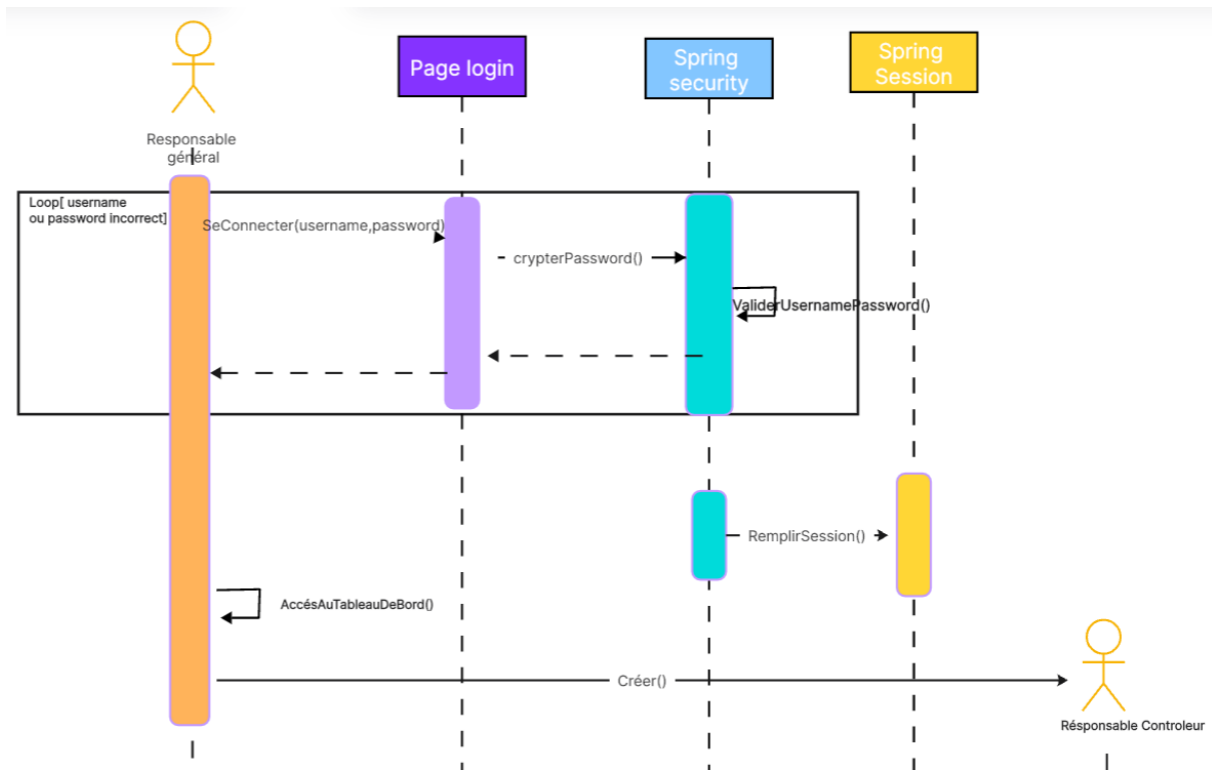 Page login
Spring
security
Spring
Session
Responsable
général
Loop[ username
ou password incorrect]
SeConnecter(username,password)
crypterPassword()
ValiderUsernamePassword()
RemplirSession()
AccésAuTableauDeBord()
Créer()
Résponsable Controleur